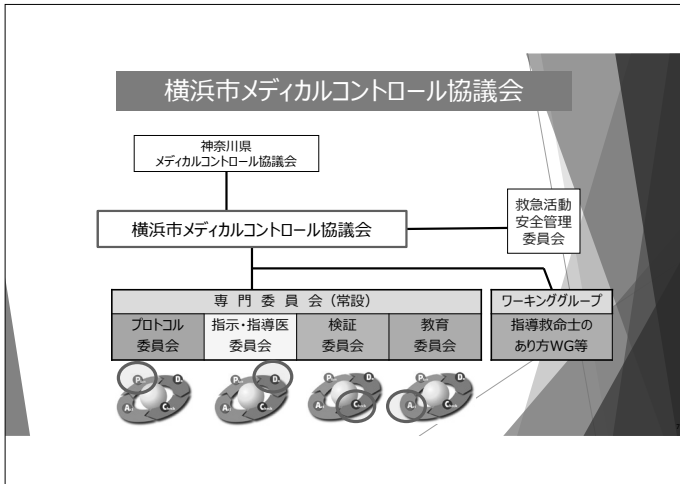 横浜市メディカルコントロール協議会
神奈川県
メディカルコントロール協議会
横浜市メディカルコントロール協議会
救急活動
安全管理
委員会
専門委員会（常設）
ワーキンググループ
プロトコル
委員会
指示・指導医
委員会
検証
委員会
教育
委員会
指導救命士の
あり方WG等